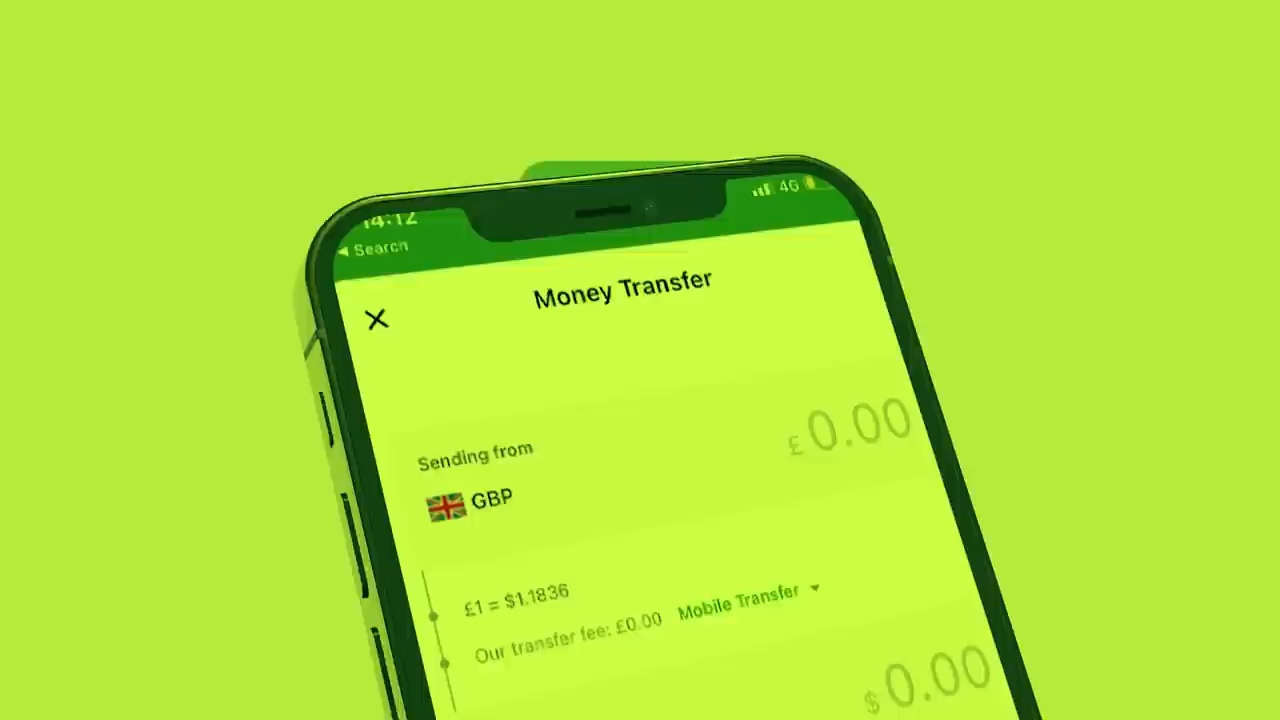 14:12
4G
Search
Money Transfer
£0.00
Sending from
GBP
£1 = $1.1836
Our transfer fee: £0.00 Mobile Transfer
$0.00